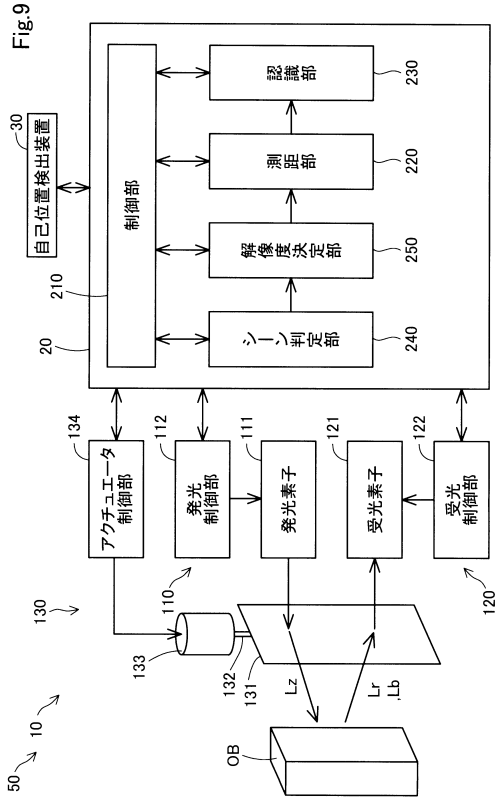 Fig.9
50
10
130
134
アクチュエータ
制御部
20
210
制御部
30
自己位置検出装置
133
132
131
110
112
発光
制御部
111
発光素子
121
受光素子
122
受光
制御部
120
240
シーン判定部
250
解像度決定部
220
測距部
230
認識部
OB
Lz
Lr
,Lb